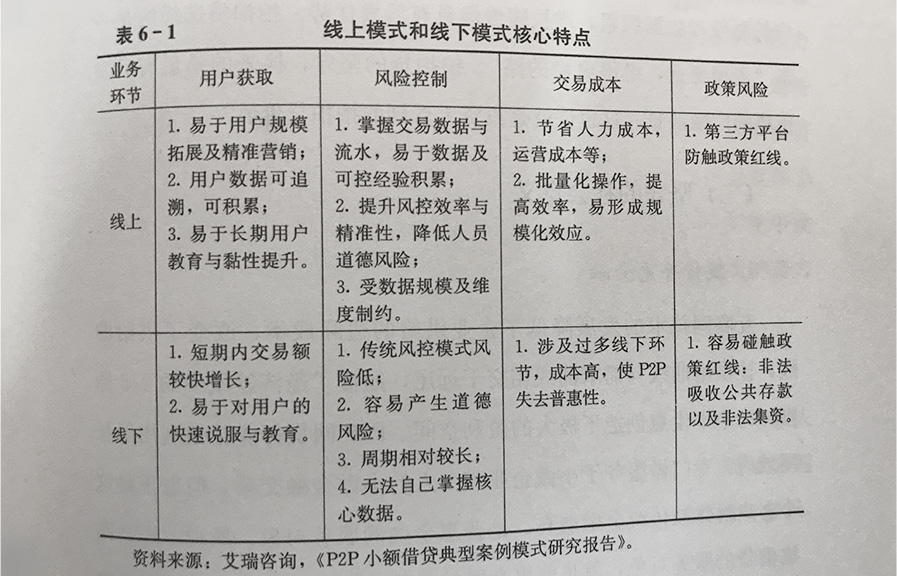 表6-1 线上模式和线下模式核心特点
业务
环节
用户获取
风险控制
交易成本
政策风险
线上
1. 易于用户规模
拓展及精准营销；
2. 用户数据可追
溯，可积累；
3. 易于长期用户
教育与黏性提升。
1. 掌握交易数据与
流水，易于数据及
可控经验积累；
2. 提升风控效率与
精准性，降低人员
道德风险；
3. 受数据规模及维
度制约。
1. 节省人力成本，
运营成本等；
2. 批量化操作，提
高效率，易形成规
模化效应。
1. 第三方平台
防触政策红线。
线下
1. 短期内交易额
较快增长；
2. 易于对用户的
快速说服与教育。
1. 传统风控模式风
险低；
2. 容易产生道德
风险；
3. 周期相对较长；
4. 无法自己掌握核
心数据。
1. 涉及过多线下环
节，成本高，使P2P
失去普惠性。
1. 容易碰触政
策红线：非法
吸收公共存款
以及非法集资。
资料来源：艾瑞咨询，《P2P小额借贷典型案例模式研究报告》。